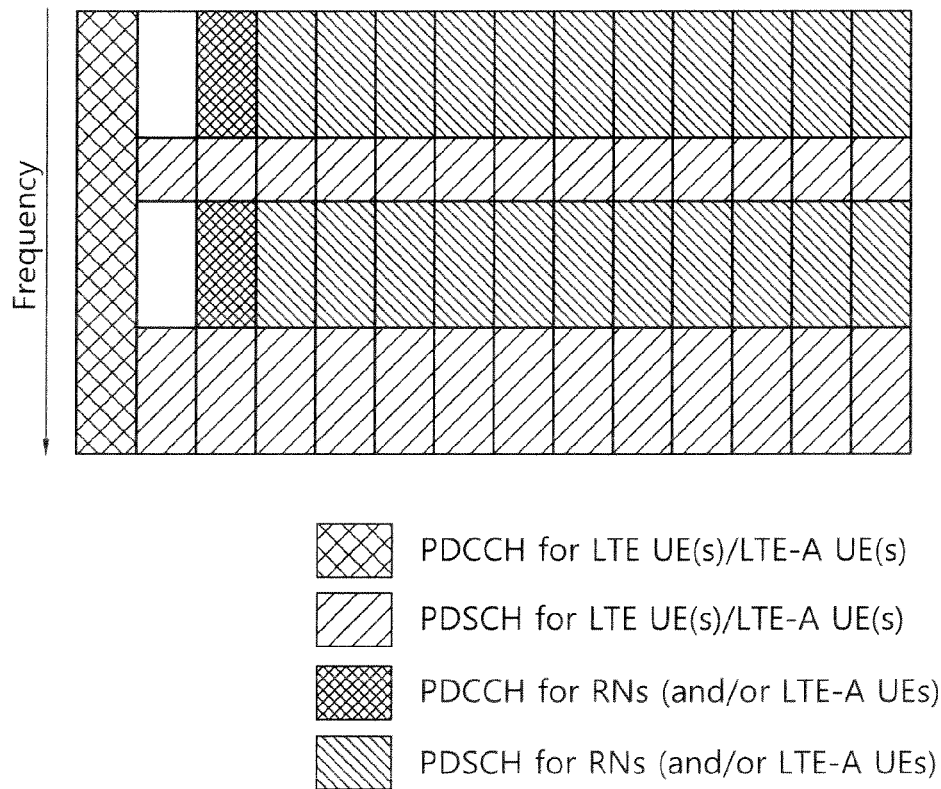 Frequency
PDCCH for LTE UE(s)/LTE-A UE(s)
PDSCH for LTE UE(s)/LTE-A UE(s)
PDCCH for RNs (and/or LTE-A UEs)
PDSCH for RNs (and/or LTE-A UEs)